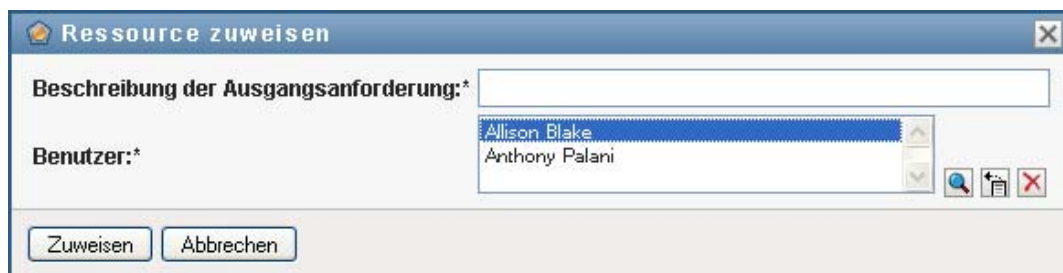 Ressource zuweisen
Beschreibung der Ausgangsanforderung:*
Allison Blake
Benutzer:*
Anthony Palani
Zuweisen Abbrechen